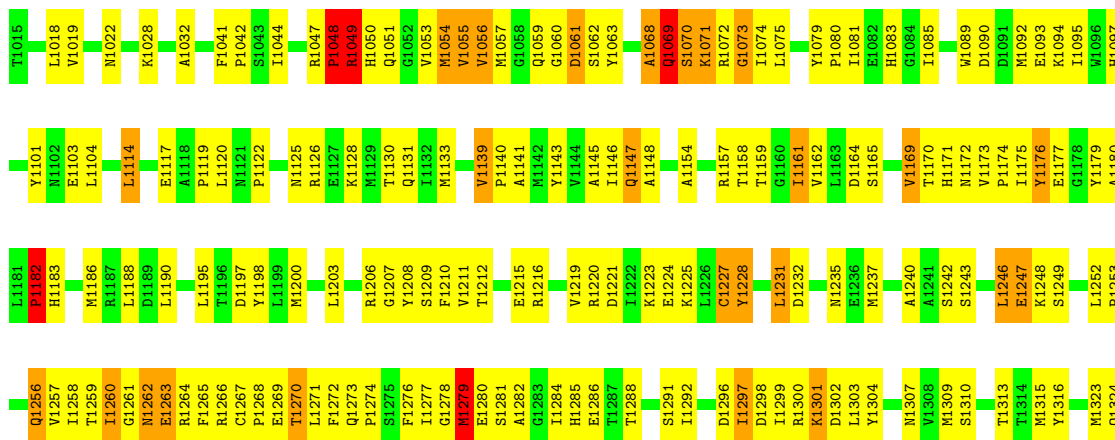 T1015 L1018 V1019 N1022 K1028 A1032 F1041 P1042 S1043 I1044 R1047 P1048 R1049 H1050 Q1051 G1052 V1053 M1054 V1055 V1056 M1057 G1058 Q1059 G1060 D1061 S1062 Y1063 A1068 Q1069 S1070 K1071 R1072 G1073 I1074 L1075 Y1079 P1080 I1081 E1082 H1083 G1084 I1085 W1089 D1090 D1091 M1092 E1093 K1094 I1095 W1096 H1097
Y1101 N1102 E1103 L1104 L1114 E1117 A1118 P1119 L1120 N1121 P1122 N1125 R1126 E1127 K1128 M1129 T1130 Q1131 I1132 M1133 V1139 P1140 A1141 M1142 Y1143 V1144 A1145 I1146 Q1147 A1148 A1154 R1157 T1158 T1159 G1160 I1161 V1162 L1163 D1164 S1165 V1169 T1170 H1171 N1172 V1173 P1174 I1175 Y1176 E1177 G1178 Y1179 A1180
L1181 P1182 H1183 M1186 R1187 L1188 D1189 L1190 L1195 T1196 D1197 Y1198 L1199 M1200 L1203 R1206 G1207 Y1208 S1209 F1210 V1211 T1212 E1215 R1216 V1219 R1220 D1221 I1222 K1223 E1224 K1225 L1226 C1227 Y1228 L1231 D1232 N1235 E1236 M1237 A1240 A1241 S1242 S1243 L1246 E1247 K1248 S1249 L1252 P1253
Q1256 V1257 I1258 T1259 I1260 G1261 N1262 E1263 R1264 F1265 R1266 C1267 P1268 E1269 T1270 L1271 F1272 Q1273 P1274 S1275 F1276 I1277 G1278 M1279 E1280 S1281 A1282 G1283 I1284 H1285 E1286 T1287 T1288 S1291 I1292 D1296 I1297 D1298 I1299 R1300 K1301 D1302 L1303 Y1304 N1307 V1308 M1309 S1310 T1313 T1314 M1315 Y1316 M1323